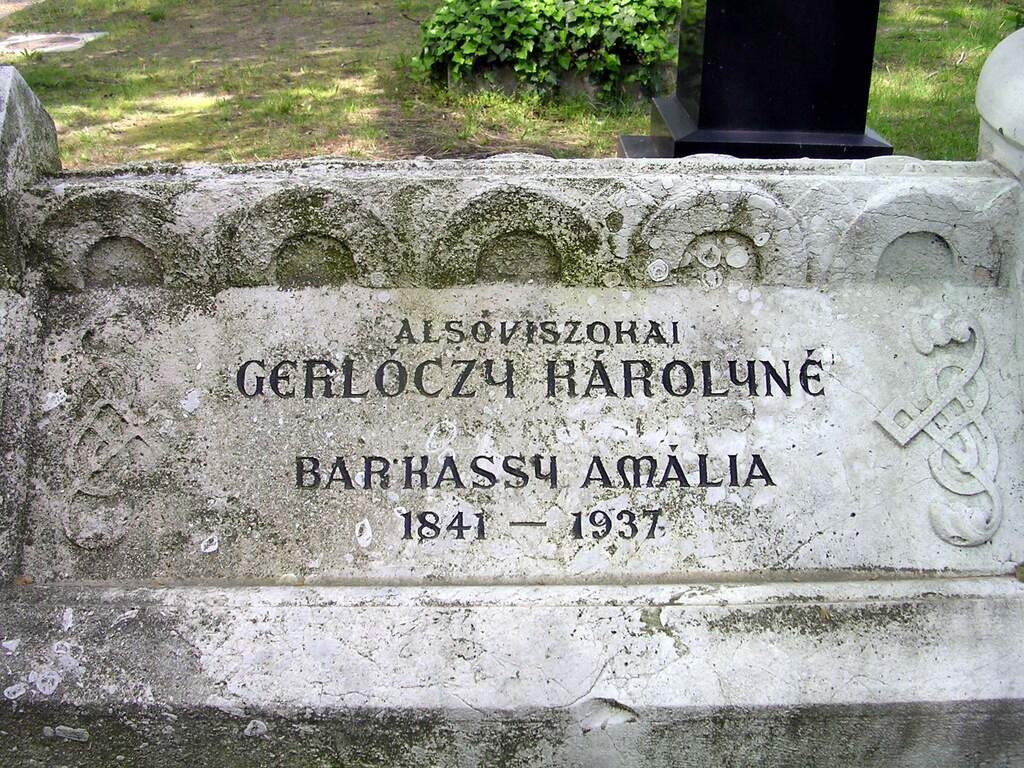 ALSÓVISZOKAI
GERLÓCZY KÁROLYNÉ
BARKASSY AMÁLIA
1841 — 1937